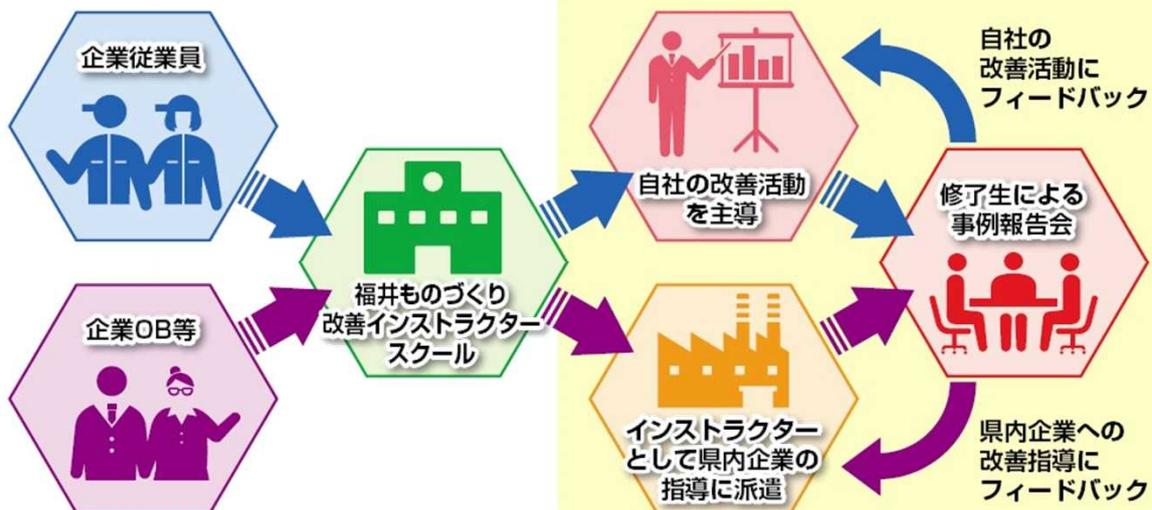 企業従業員
企業OB等
福井ものづくり
改善インストラクター
スクール
自社の改善活動
を主導
インストラクター
として県内企業の
指導に派遣
修了生による
事例報告会
自社の
改善活動に
フィードバック
県内企業への
改善指導に
フィードバック